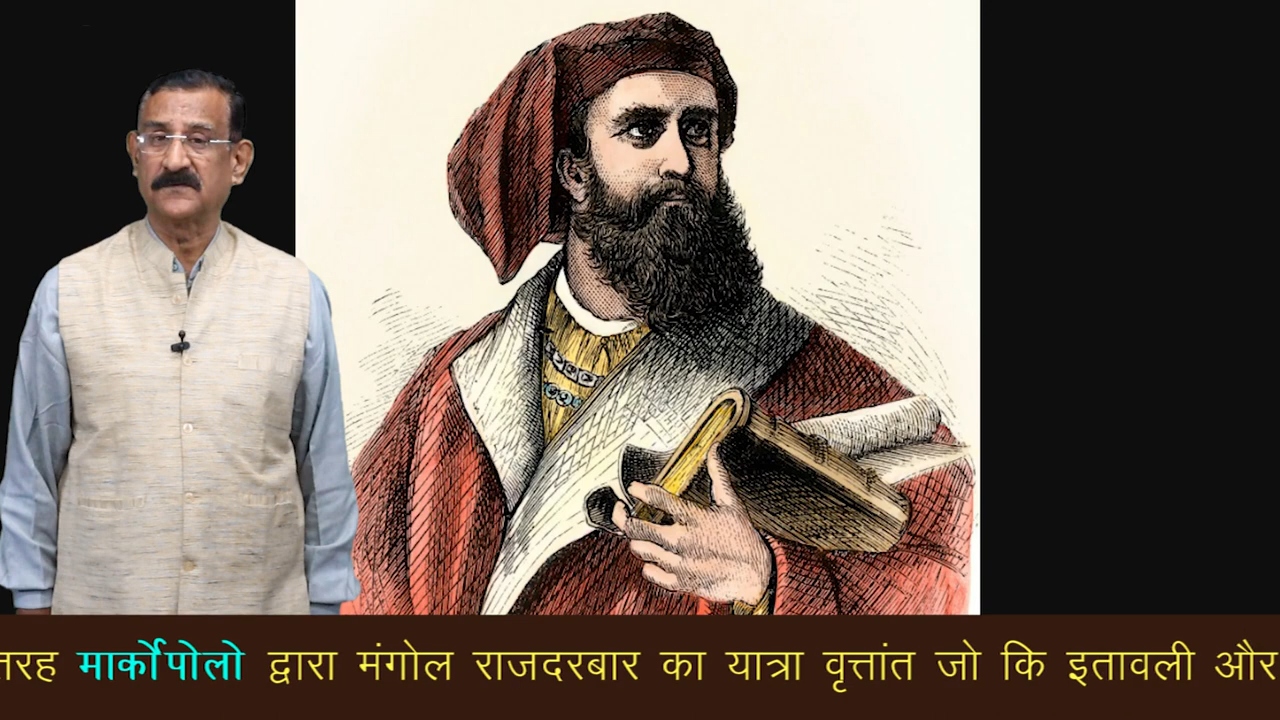 तरह मार्कोपोलो द्वारा मंगोल राजदरबार का यात्रा वृत्तांत जो कि इतावली और